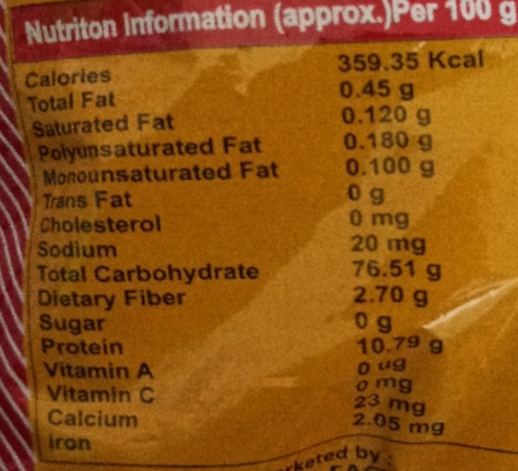 Nutriton Information (approx.)Per 100 g
Calories 359.35 Kcal
Total Fat 0.45 g
Saturated Fat 0.120 g
Polyunsaturated Fat 0.180 g
Monounsaturated Fat 0.100 g
Trans Fat 0 g
Cholesterol 0 mg
Sodium 20 mg
Total Carbohydrate 76.51 g
Dietary Fiber 2.70 g
Sugar 0 g
Protein 10.79 g
Vitamin A 0 ug
Vitamin C 0 mg
Calcium 23 mg
Iron 2.05 mg
by